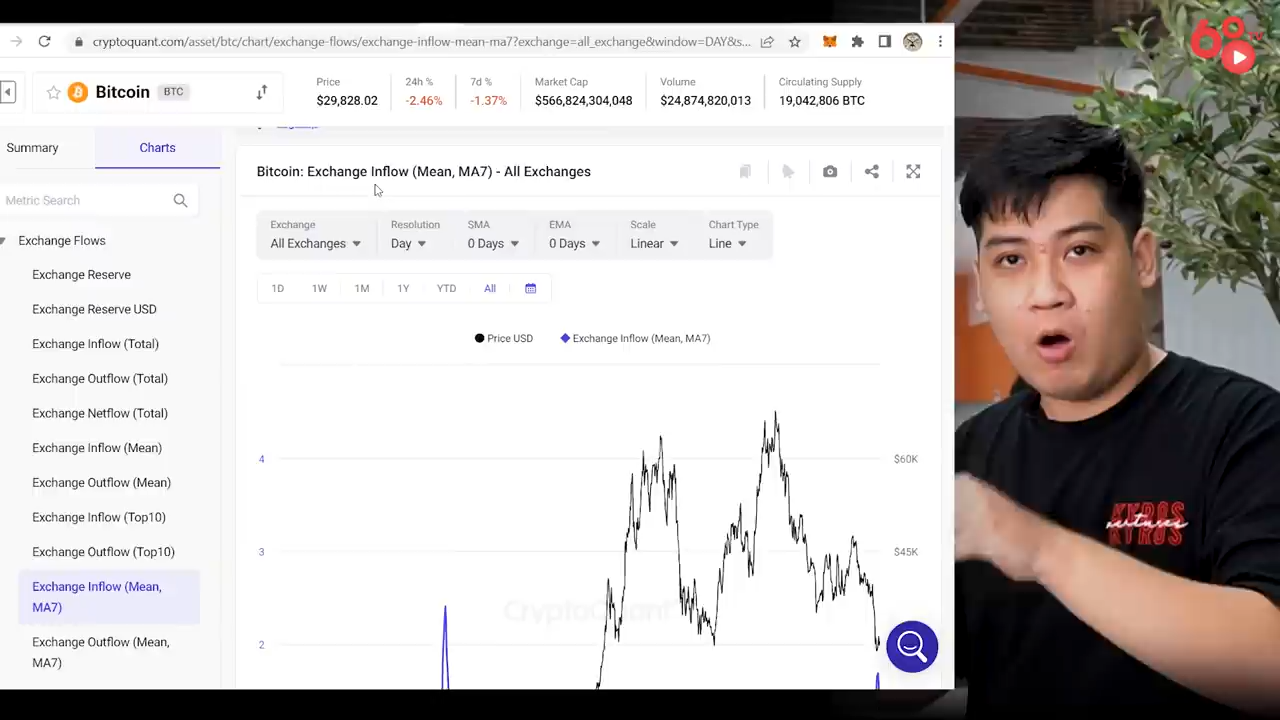 cryptoquant.com/asset/btc/chart/exchange-flows/exchange-inflow-mean-ma7?exchange=all_exchange&window=DAY&s...
Bitcoin BTC
Price
$29,828.02
24h %
-2.46%
7d %
-1.37%
Market Cap
$566,824,304,048
Volume
$24,874,820,013
Circulating Supply
19,042,806 BTC
Summary
Charts
Metric Search
Exchange Flows
Exchange Reserve
Exchange Reserve USD
Exchange Inflow (Total)
Exchange Outflow (Total)
Exchange Netflow (Total)
Exchange Inflow (Mean)
Exchange Outflow (Mean)
Exchange Inflow (Top10)
Exchange Outflow (Top10)
Exchange Inflow (Mean,
MA7)
Exchange Outflow (Mean,
MA7)
Bitcoin: Exchange Inflow (Mean, MA7) - All Exchanges
Exchange
All Exchanges
Resolution
Day
SMA
0 Days
EMA
0 Days
Scale
Linear
Chart Type
Line
1D 1W 1M 1Y YTD All
Price USD
Exchange Inflow (Mean, MA7)
4
3
2
$60K
$45K
CryptoQuant
68
TV
KYROS
ventures
KYROS